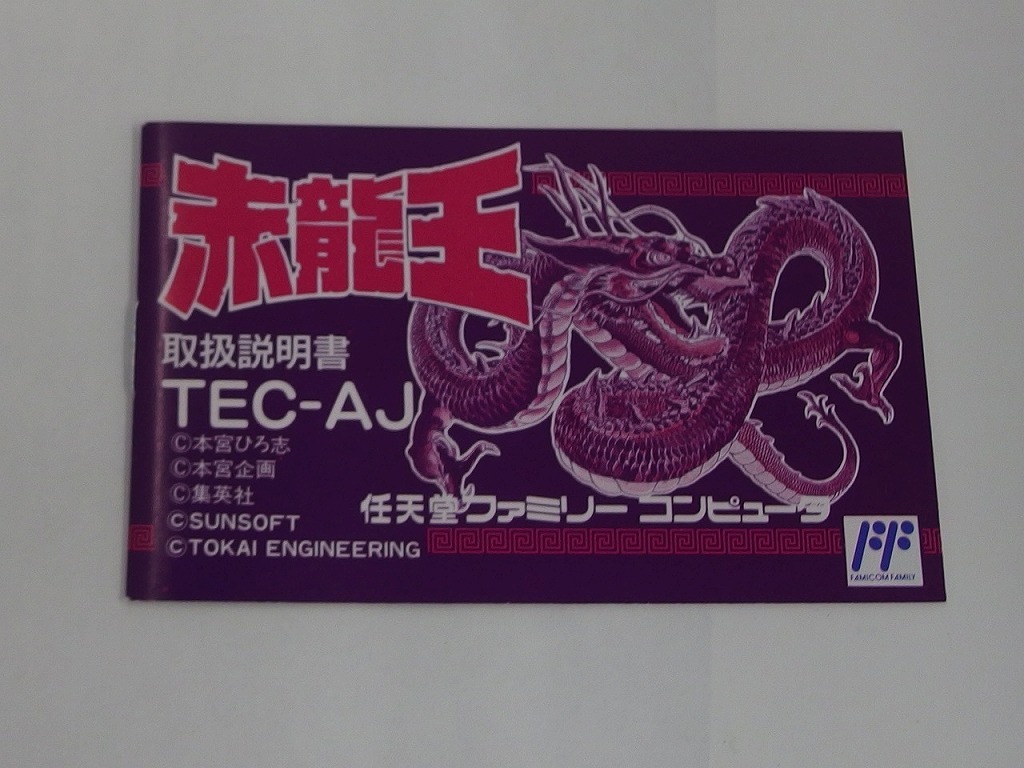 赤龍王
取扱説明書
TEC-AJ
©本宮ひろ志
©本宮企画
©集英社
©SUNSOFT
©TOKAI ENGINEERING
任天堂ファミリーコンピュータ
FF
FAMICOM FAMILY